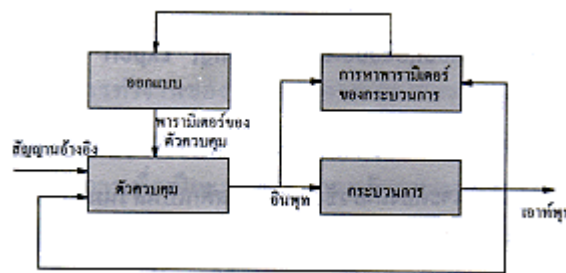 ออกแบบ
การหาพารามิเตอร์
ของกระบวนการ
พารามิเตอร์ของ
ตัวควบคุม
สัญญานอ้างอิง
ตัวควบคุม
อินพุท
กระบวนการ
เอาท์พุท